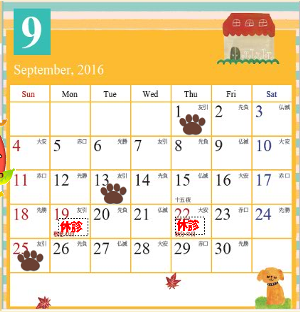 9
September, 2016
Sun Mon Tue Wed Thu Fri Sat
1 友引 2 先負 3 仏滅
4 大安 5 赤口 6 先勝 7 友引 8 先負 9 仏滅 10 大安
11 赤口 12 先勝 13 友引 14 先負 15 仏滅 16 大安 17 赤口
十五夜
18 先勝 19 友引 20 先負 21 仏滅 22 大安 23 赤口 24 先勝
休診 休診
25 友引 26 先負 27 仏滅 28 大安 29 赤口 30 先勝